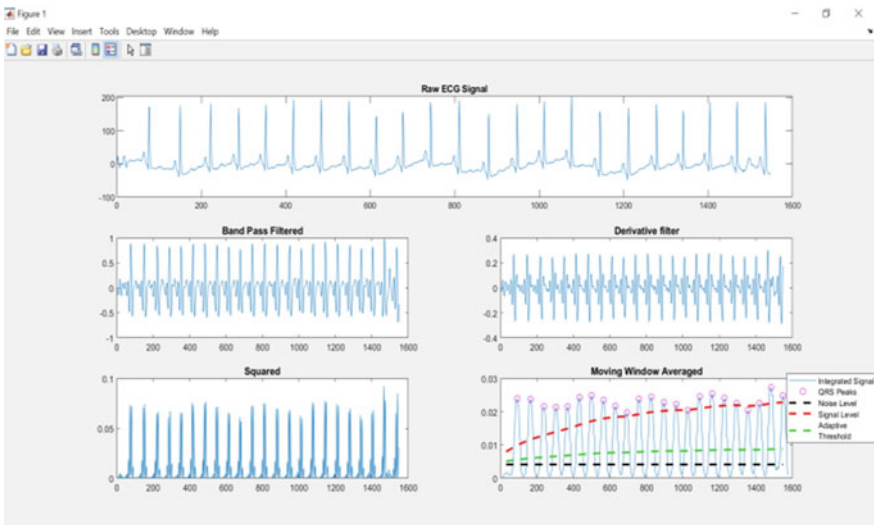 Figure 1
File Edit View Insert Tools Desktop Window Help
Raw ECG Signal
200
100
0
-100
0 200 400 600 800 1000 1200 1400 1600
Band Pass Filtered
1
0.5
0
-0.5
-1
0 200 400 600 800 1000 1200 1400 1600
Derivative filter
0.4
0.2
0
-0.2
-0.4
0 200 400 600 800 1000 1200 1400 1600
Squared
0.1
0.05
0
0 200 400 600 800 1000 1200 1400 1600
Moving Window Averaged
0.03
0.02
0.01
0
0 200 400 600 800 1000 1200 1400 1600
Integrated Signal
QRS Peaks
Noise Level
Signal Level
Adaptive
Threshold